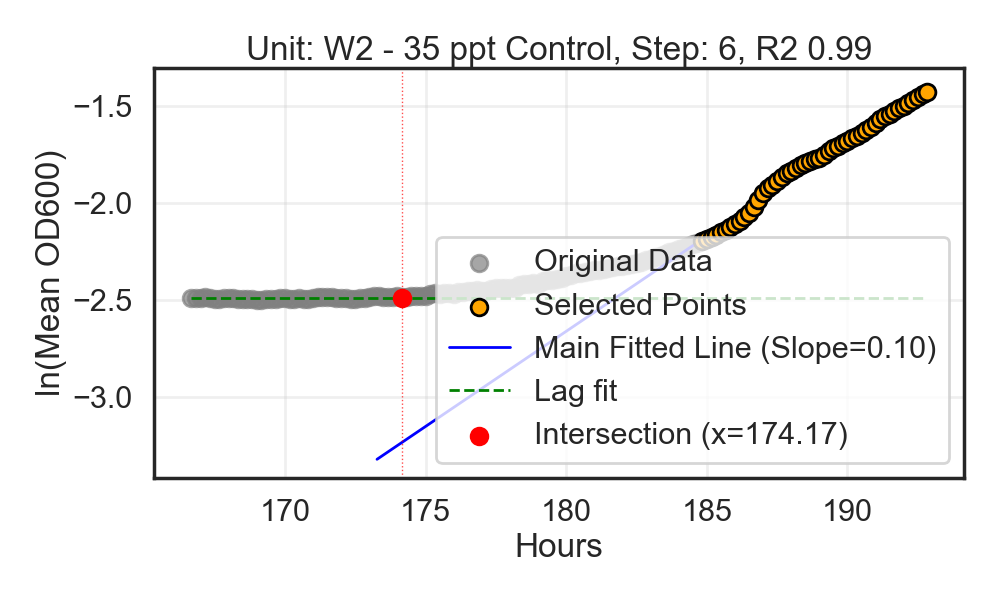 Unit: W2 - 35 ppt Control, Step: 6, R2 0.99
ln(Mean OD600)
−1.5
−2.0
−2.5
−3.0
Original Data
Selected Points
Main Fitted Line (Slope=0.10)
Lag fit
Intersection (x=174.17)
170
175
180
185
190
Hours